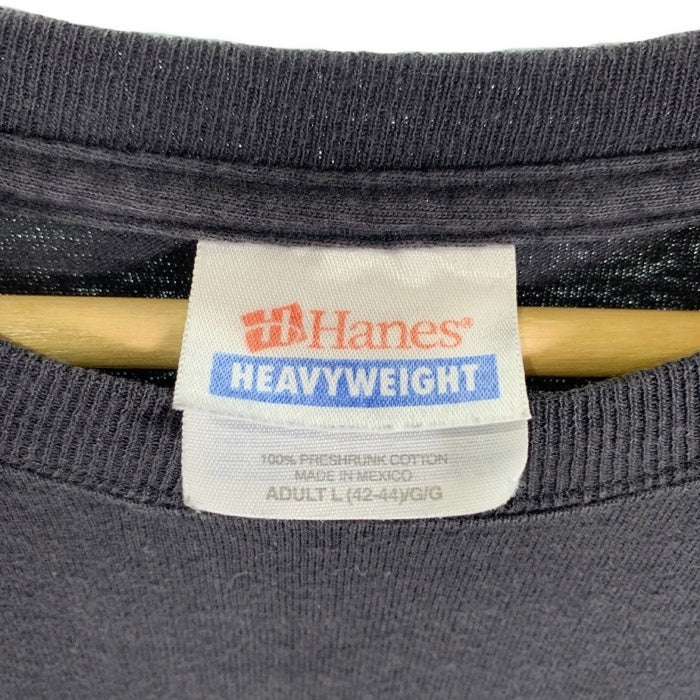 H Hanes®
HEAVYWEIGHT
100% PRESHRUNK COTTON
MADE IN MEXICO
ADULT L (42-44)/G/G